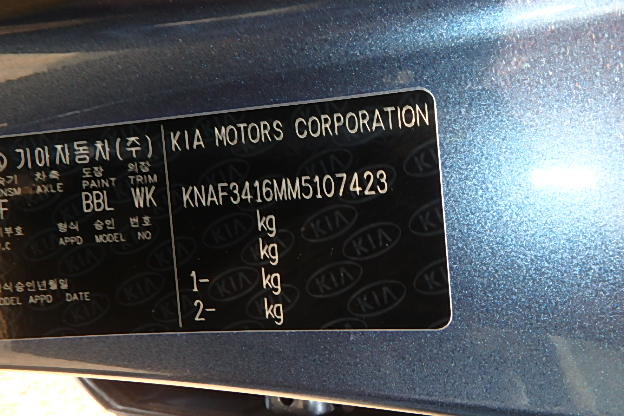 기아자동차(주)
KIA MOTORS CORPORATION
차축 도장 외장
AXLE PAINT TRIM
F BBL WK
KNAF3416MM5107423
형식 승인 번호
APPD MODEL NO
kg
kg
형식승인년월일
APPD DATE
1- kg
2- kg
KIA